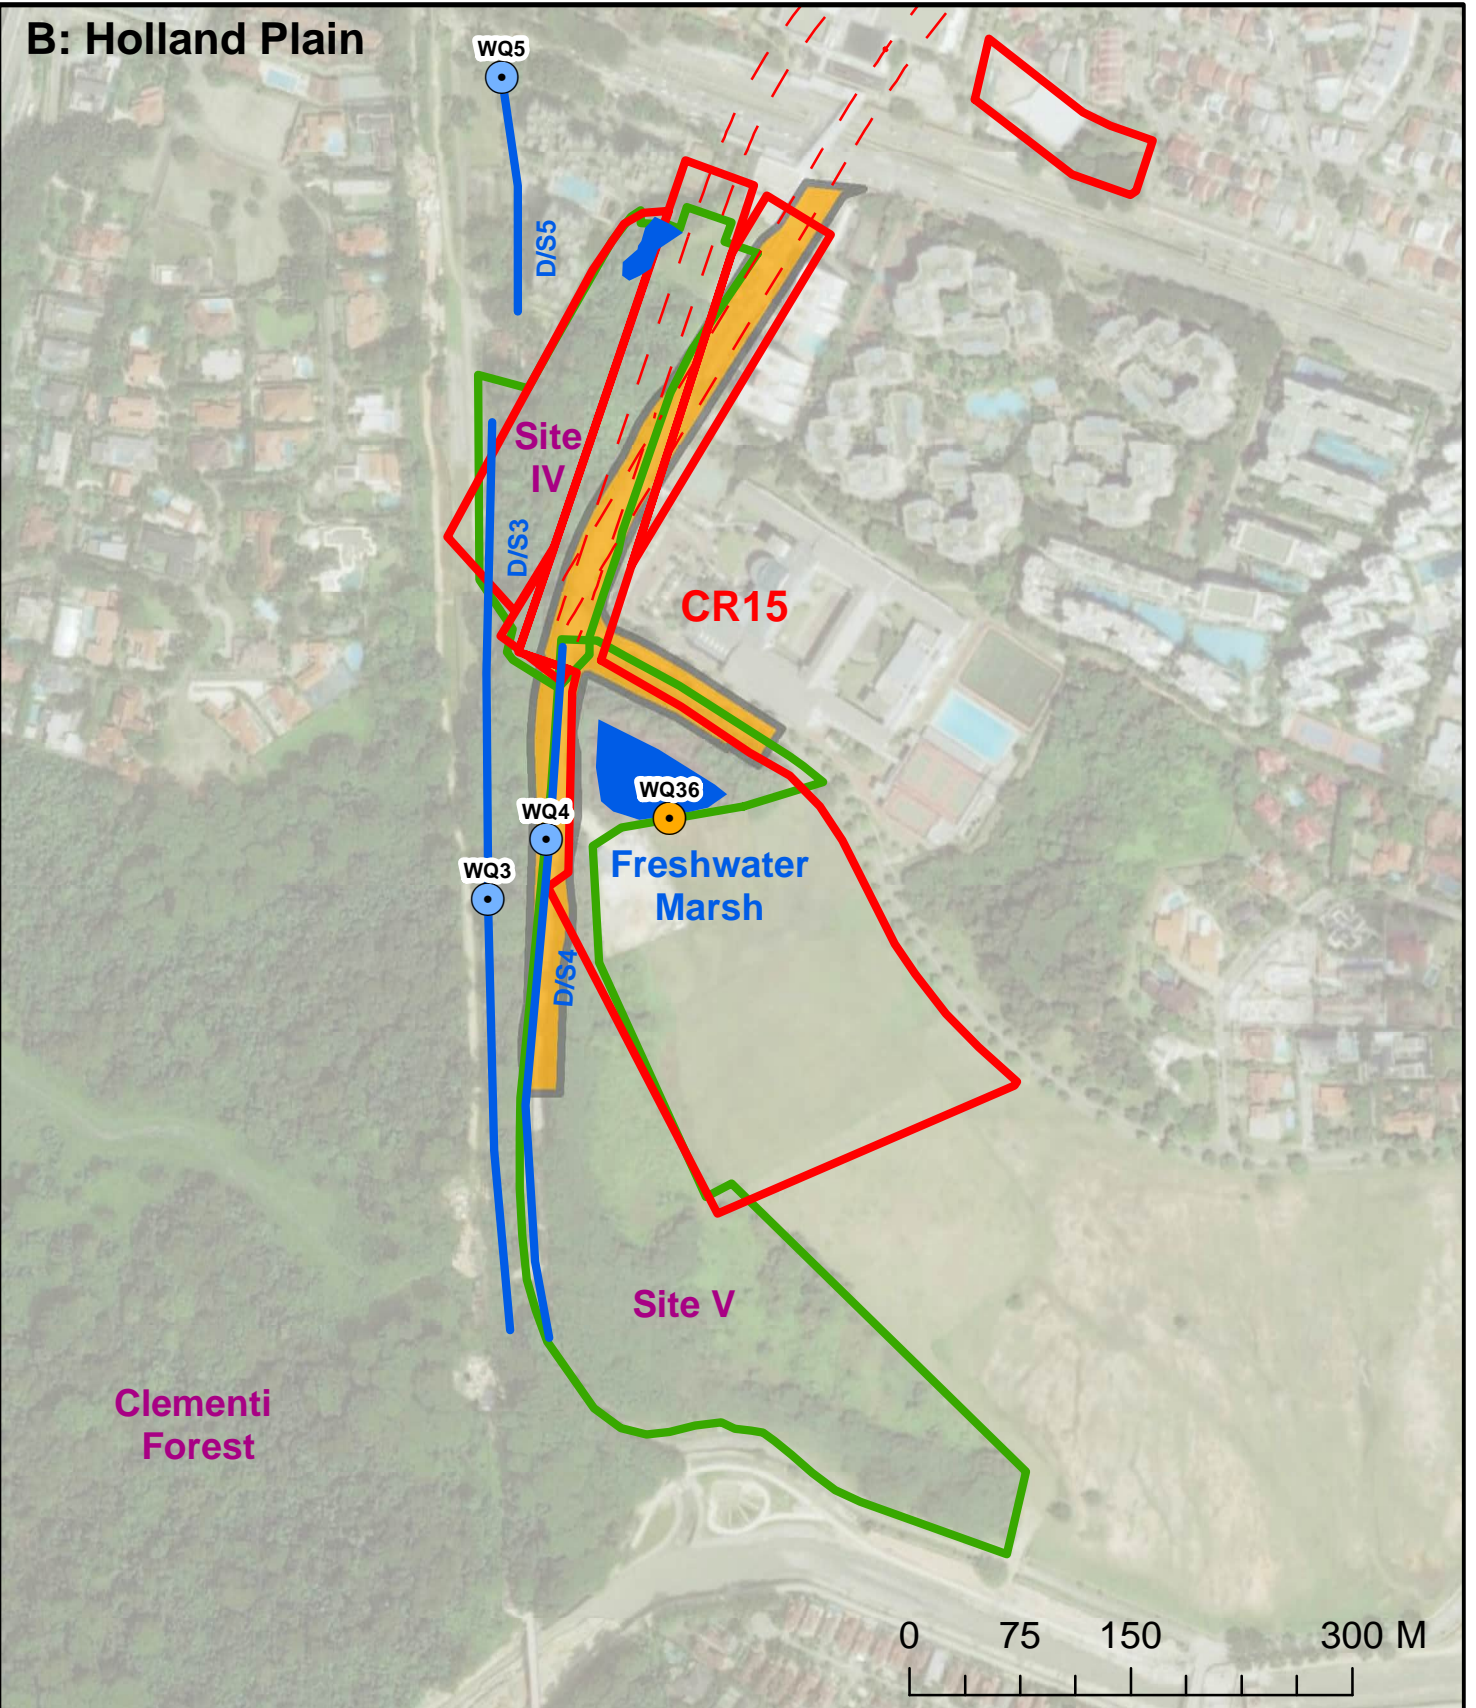 B: Holland Plain
WQ5
D/S5
Site
IV
D/S3
CR15
WQ36
WQ4
Freshwater
Marsh
WQ3
D/S4
Site V
Clementi
Forest
0 75 150 300 M